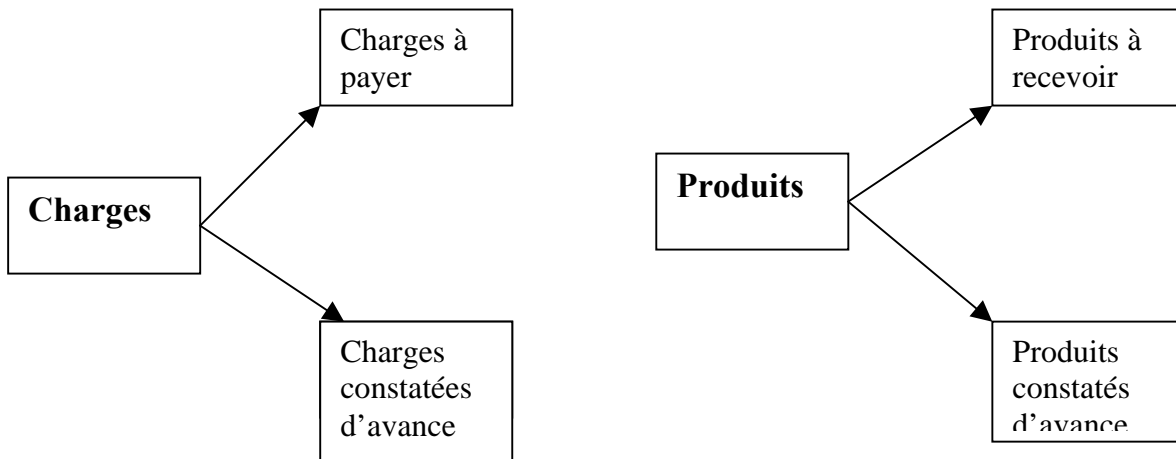 Charges à
payer
Charges
Charges
constatées
d’avance
Produits à
recevoir
Produits
Produits
constatés
d’avance